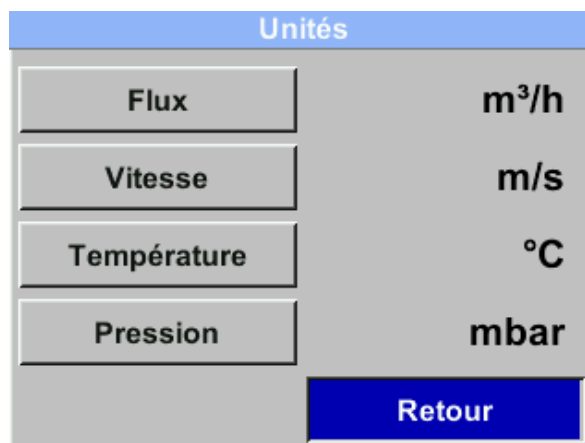 Unités
Flux m³/h
Vitesse m/s
Température °C
Pression mbar
Retour